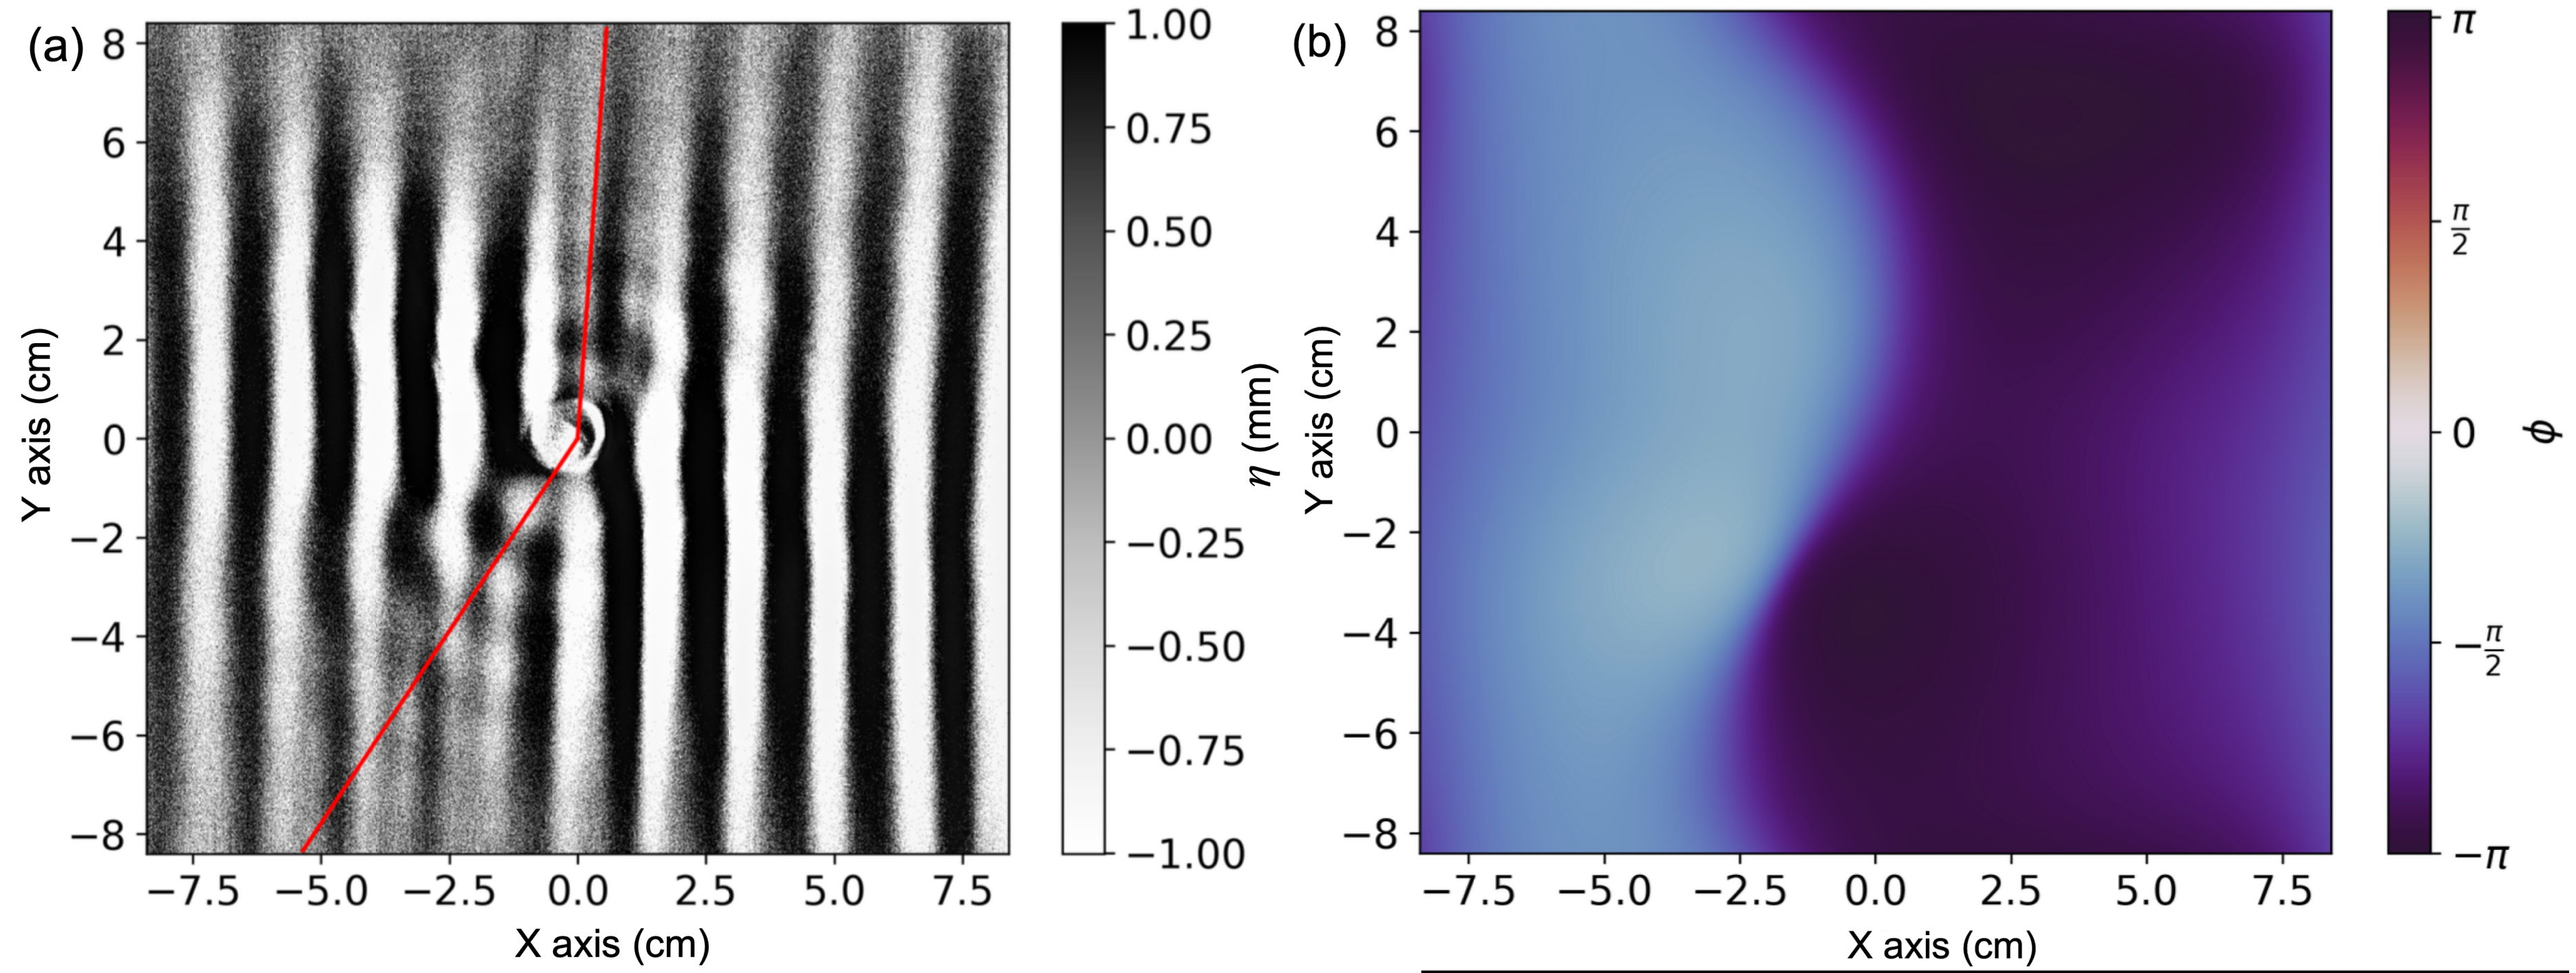 (a)
8
6
4
2
0
−2
−4
−6
−8
Y axis (cm)
−7.5 −5.0 −2.5 0.0 2.5 5.0 7.5
X axis (cm)
1.00
0.75
0.50
0.25
0.00
−0.25
−0.50
−0.75
−1.00
η (mm)
(b)
8
6
4
2
0
−2
−4
−6
−8
Y axis (cm)
−7.5 −5.0 −2.5 0.0 2.5 5.0 7.5
X axis (cm)
π
π/2
0
−π/2
−π
ϕ